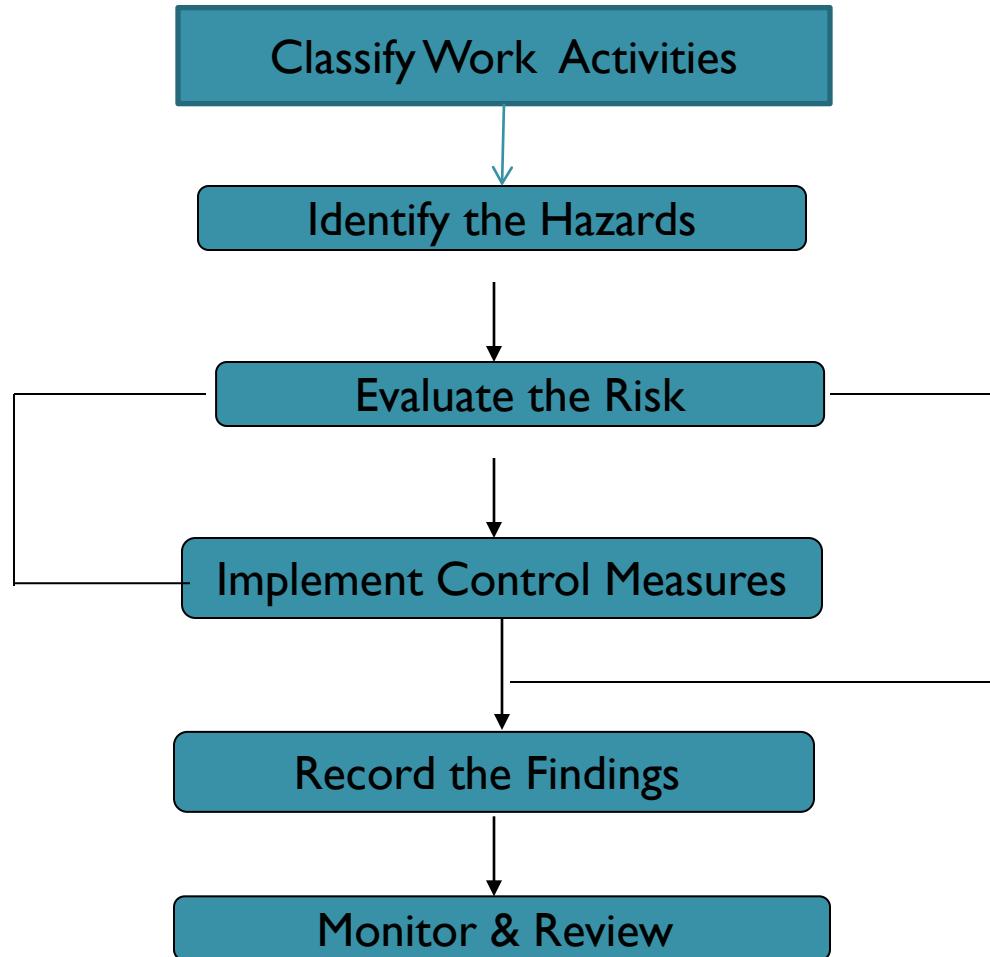 Classify Work Activities
Identify the Hazards
Evaluate the Risk
Implement Control Measures
Record the Findings
Monitor & Review